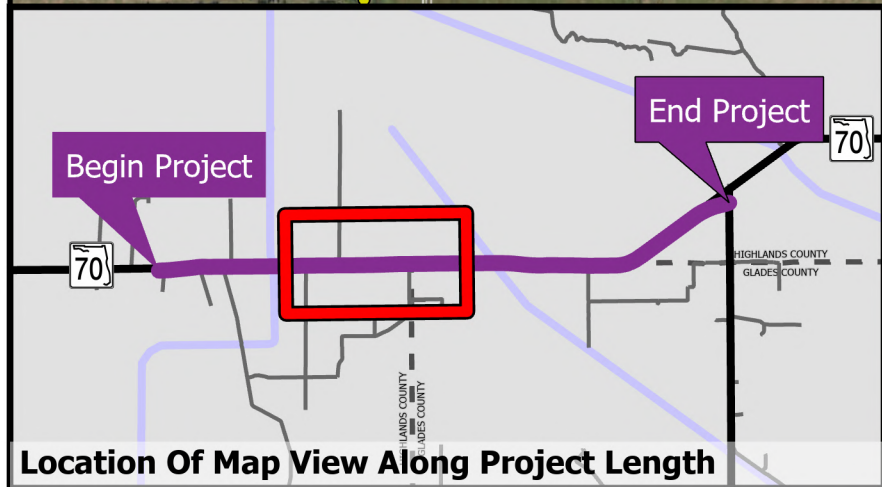 End Project
70
Begin Project
70
HIGHLANDS COUNTY
GLADES COUNTY
HIGHLANDS COUNTY
GLADES COUNTY
Location Of Map View Along Project Length